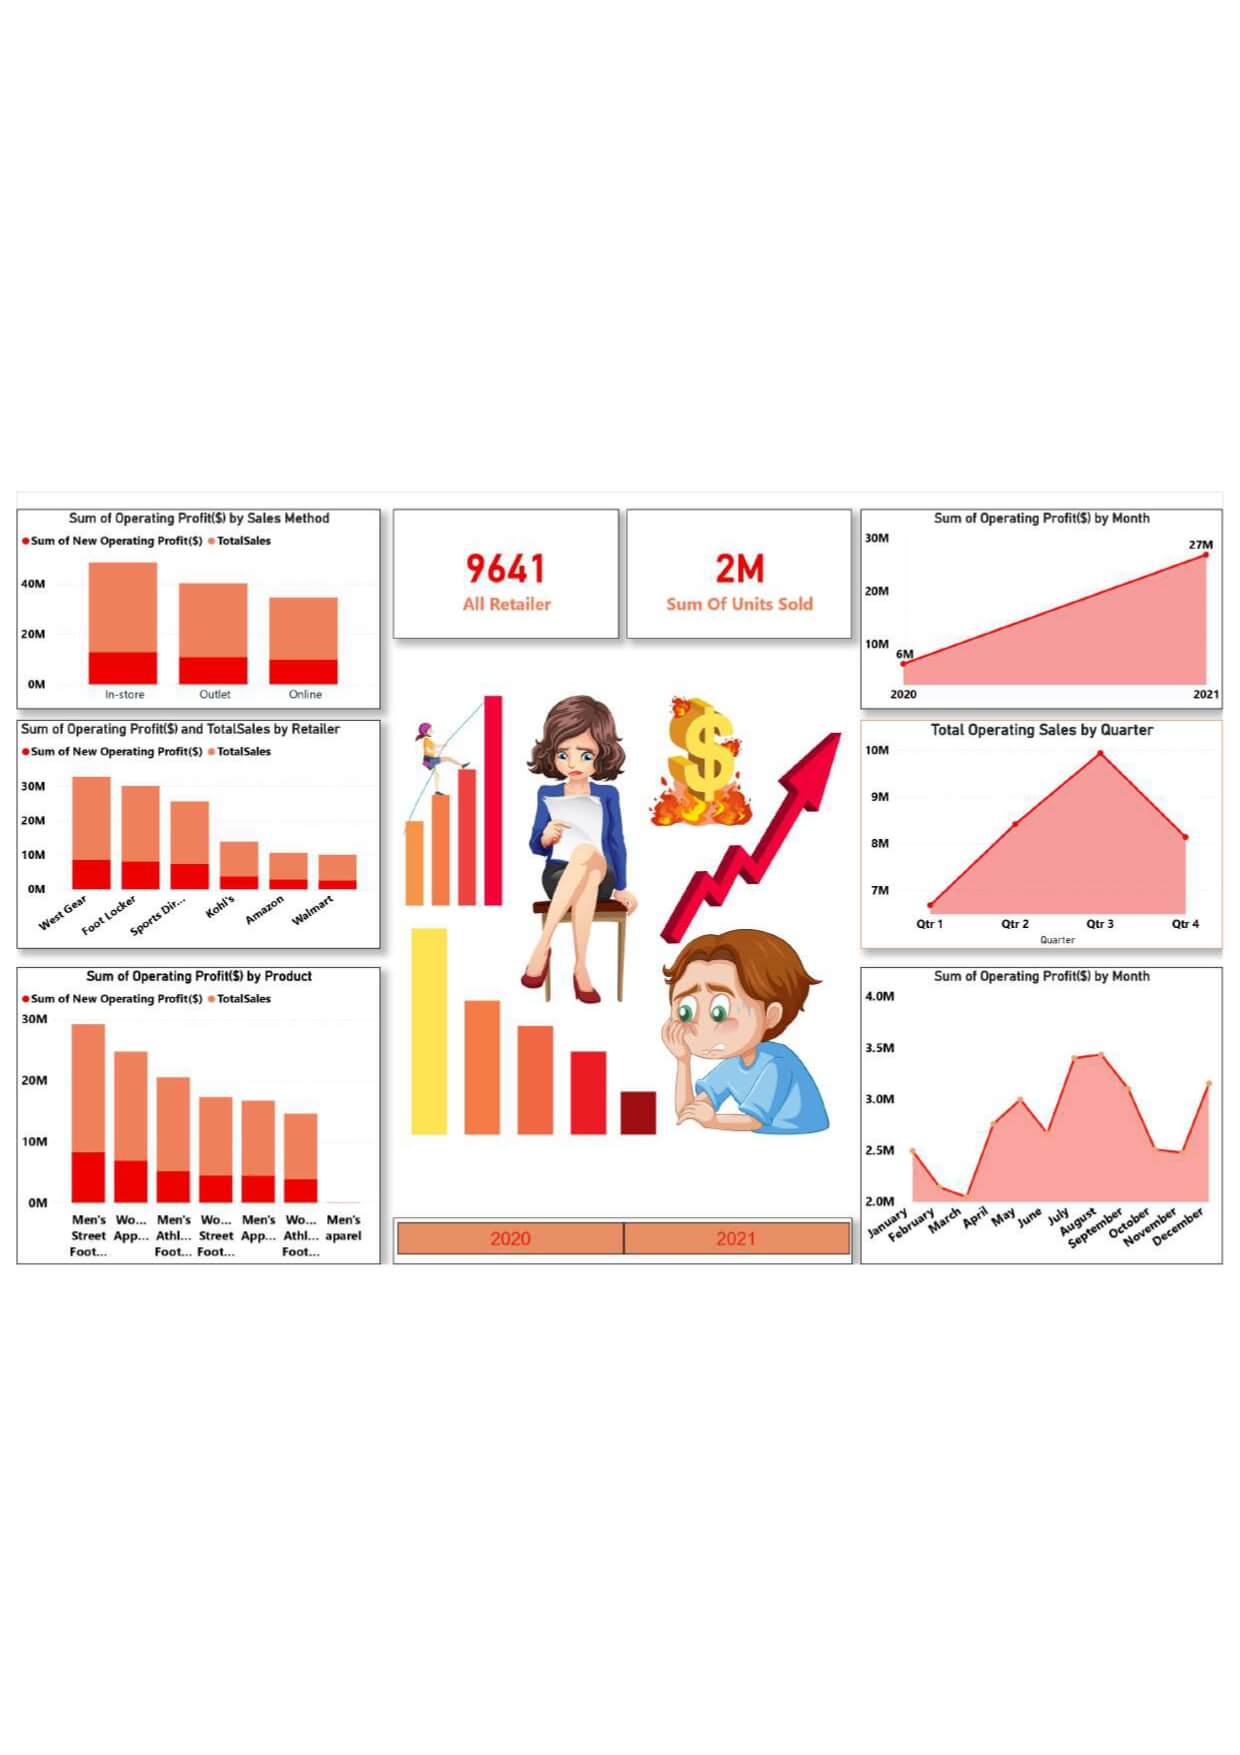 Sum of Operating Profit($) by Sales Method
Sum of New Operating Profit($) TotalSales
40M
20M
0M
In-store Outlet Online
Sum of Operating Profit($) and TotalSales by Retailer
Sum of New Operating Profit($) TotalSales
30M
20M
10M
0M
West Gear Foot Locker Sports Dir... Kohl's Amazon Walmart
Sum of Operating Profit($) by Product
Sum of New Operating Profit($) TotalSales
30M
20M
10M
0M
Men's Wo... Men's Wo... Men's Wo... Men's
Street App... Athl... Street App... Athl... aparel
Foot... Foot... Foot... Foot...
9641
All Retailer
2M
Sum Of Units Sold
2020 2021
Sum of Operating Profit($) by Month
30M
27M
20M
10M
6M
2020 2021
Total Operating Sales by Quarter
10M
9M
8M
7M
Qtr 1 Qtr 2 Qtr 3 Qtr 4
Quarter
Sum of Operating Profit($) by Month
4.0M
3.5M
3.0M
2.5M
2.0M
January February March April May June July August September October November December